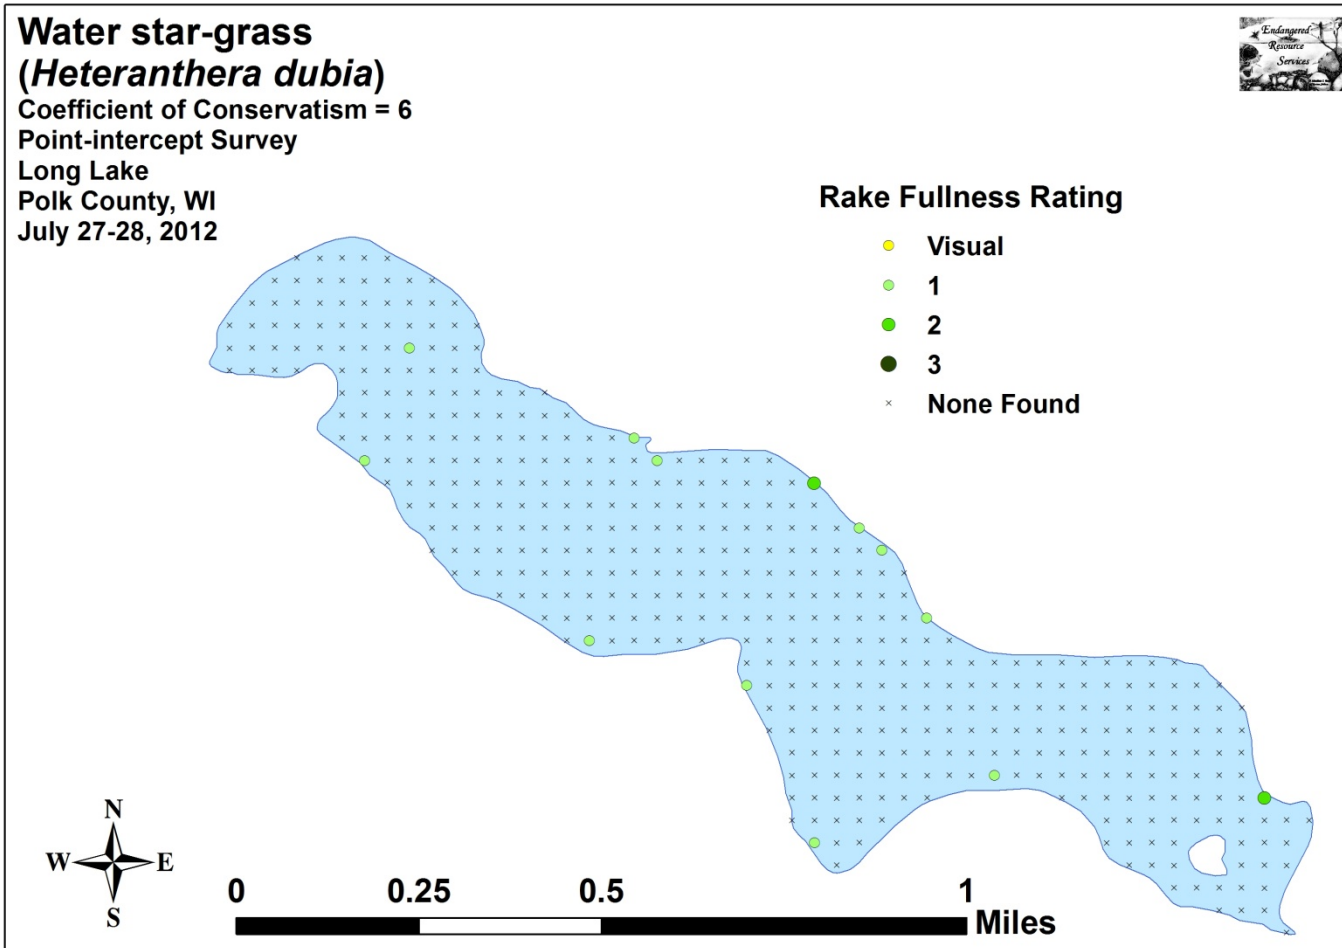 Water star-grass
(Heteranthera dubia)
Coefficient of Conservatism = 6
Point-intercept Survey
Long Lake
Polk County, WI
July 27-28, 2012
Endangered
Resource
Services
Rake Fullness Rating
Visual
1
2
3
None Found
N
W E
S
0 0.25 0.5 1
Miles